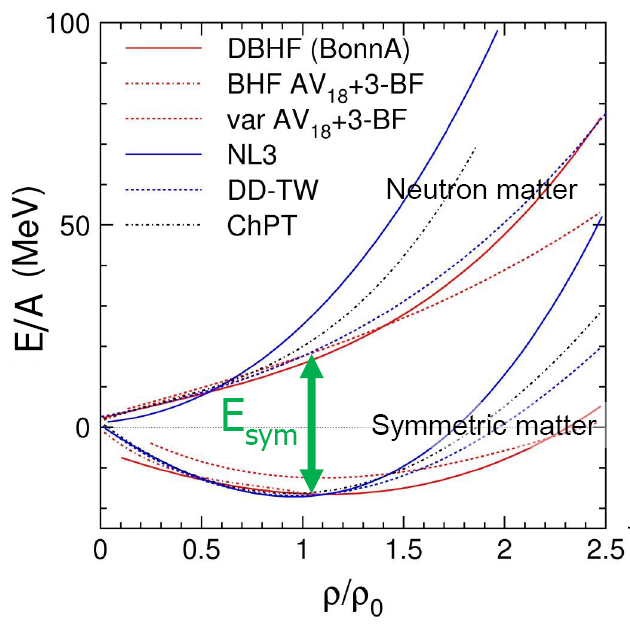 100
DBHF (BonnA)
BHF AV18+3-BF
var AV18+3-BF
NL3
DD-TW
ChPT
Neutron matter
50
E/A (MeV)
Esym
Symmetric matter
0
0 0.5 1 1.5 2 2.5
ρ/ρ0